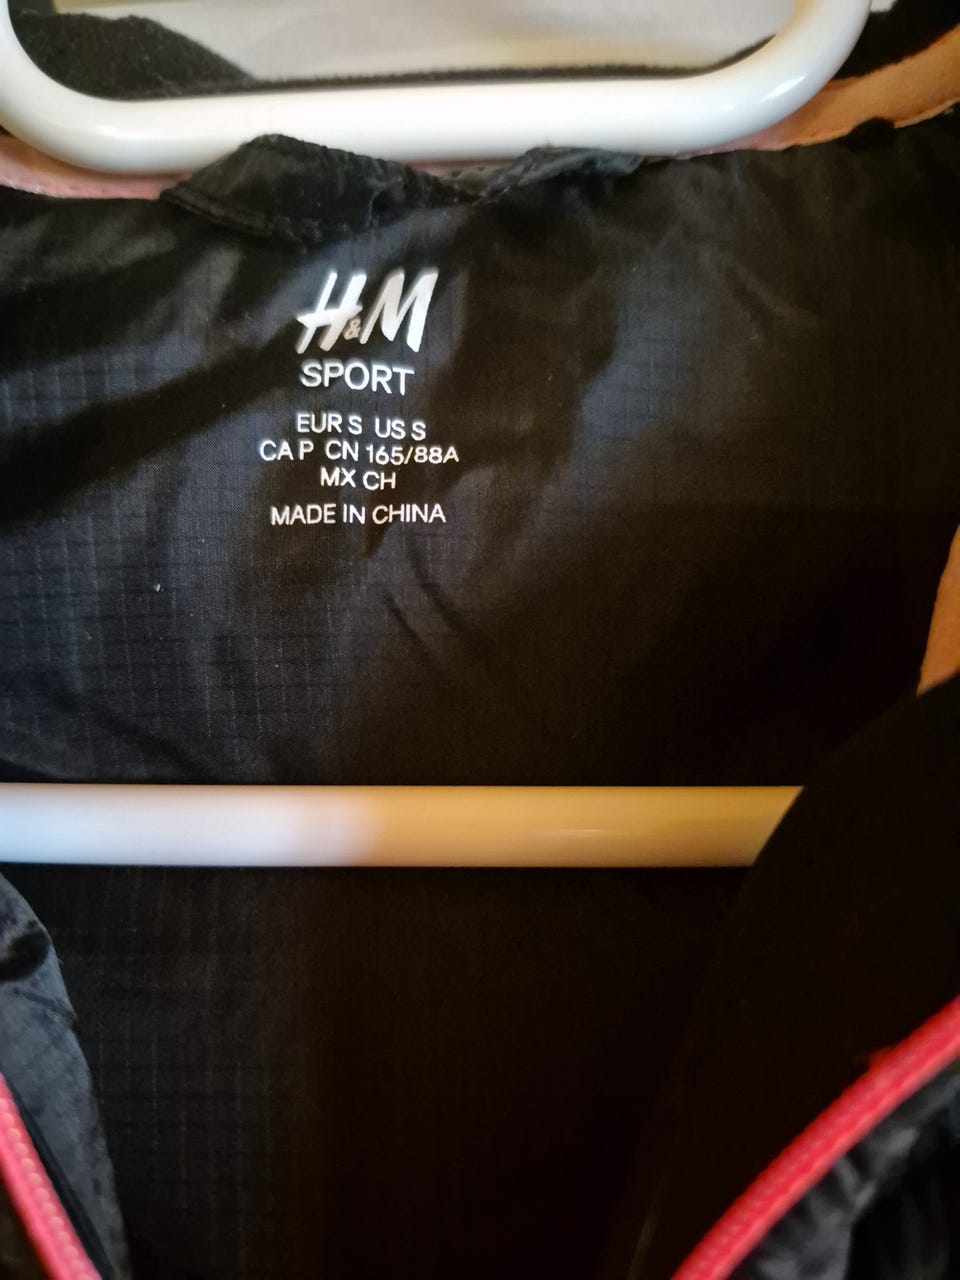 H&M
SPORT
EUR S US S
CA P CN 165/88A
MX CH
MADE IN CHINA